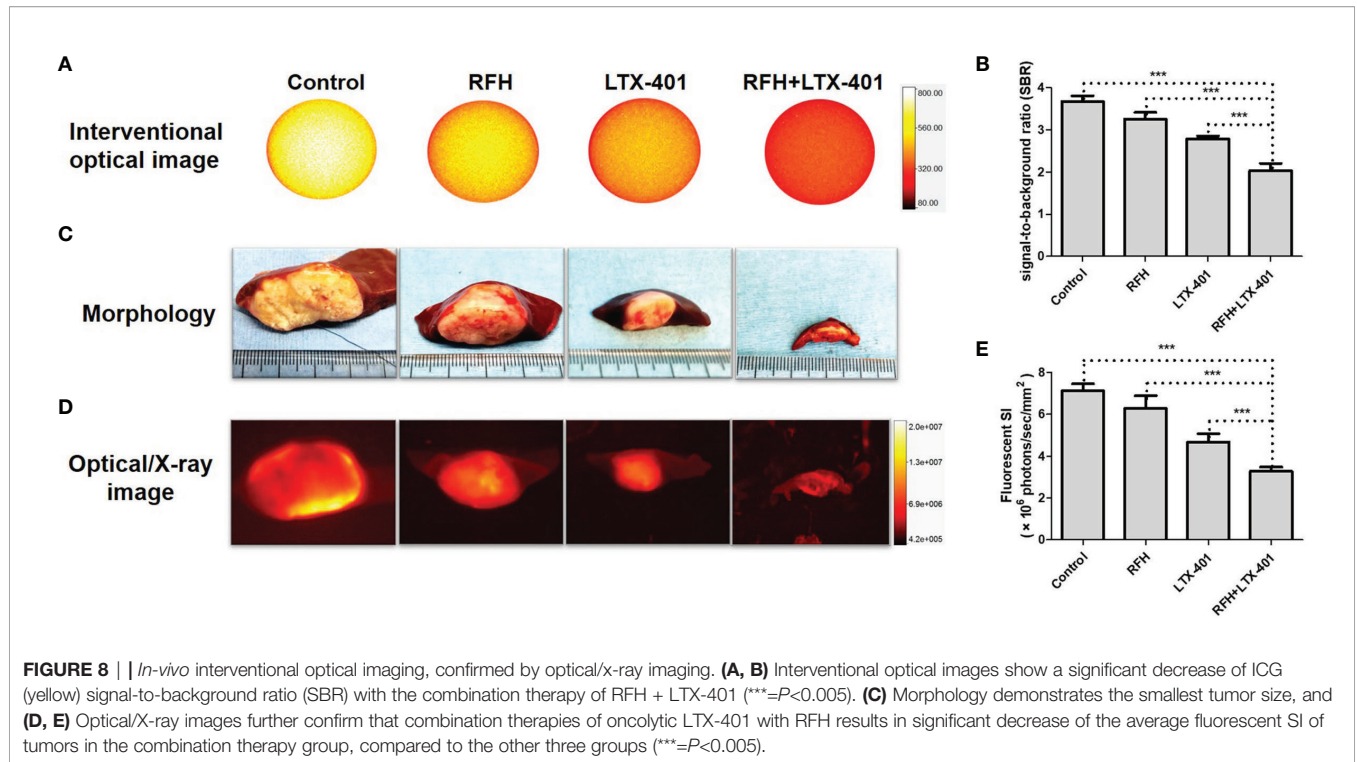 A
Control
RFH
LTX-401
RFH+LTX-401
Interventional
optical image
800.00
560.00
320.00
80.00
B
signal-to-background ratio (SBR)
4
3
2
1
0
***
***
***
Control
RFH
LTX-401
RFH+LTX-401
C
Morphology
D
Optical/X-ray
image
2.0e+007
1.3e+007
6.9e+006
4.2e+005
E
Fluorescent SI
( × 10⁶ photons/sec/mm²)
8
6
4
2
0
***
***
***
Control
RFH
LTX-401
RFH+LTX-401
FIGURE 8 | | In-vivo interventional optical imaging, confirmed by optical/x-ray imaging. (A, B) Interventional optical images show a significant decrease of ICG
(yellow) signal-to-background ratio (SBR) with the combination therapy of RFH + LTX-401 (***=P<0.005). (C) Morphology demonstrates the smallest tumor size, and
(D, E) Optical/X-ray images further confirm that combination therapies of oncolytic LTX-401 with RFH results in significant decrease of the average fluorescent SI of
tumors in the combination therapy group, compared to the other three groups (***=P<0.005).